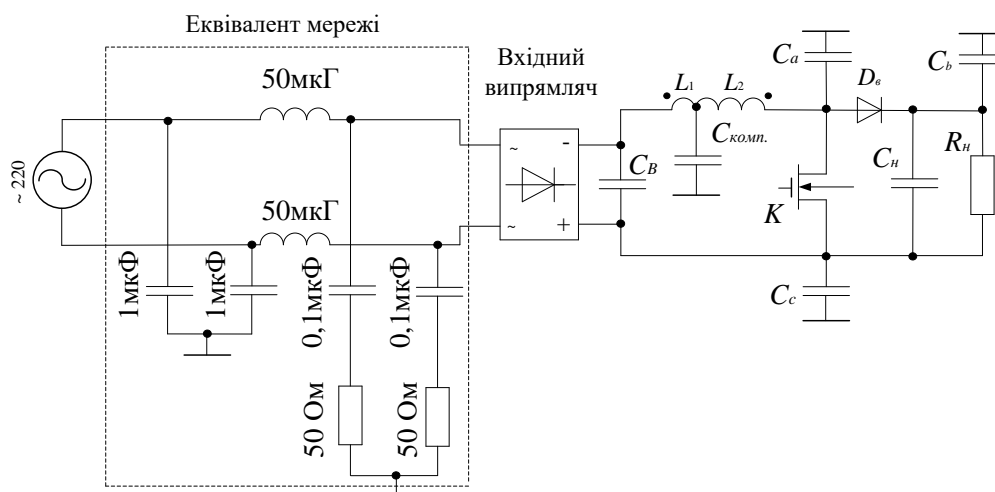 Еквівалент мережі
50мкГ
50мкГ
~ 220
1мкФ
1мкФ
0,1мкФ
0,1мкФ
50 Ом
50 Ом
Вхідний
випрямляч
~
-
~
+
C_B
L₁
L₂
C_комп.
C_a
D_в
C_b
K
C_н
R_н
C_c